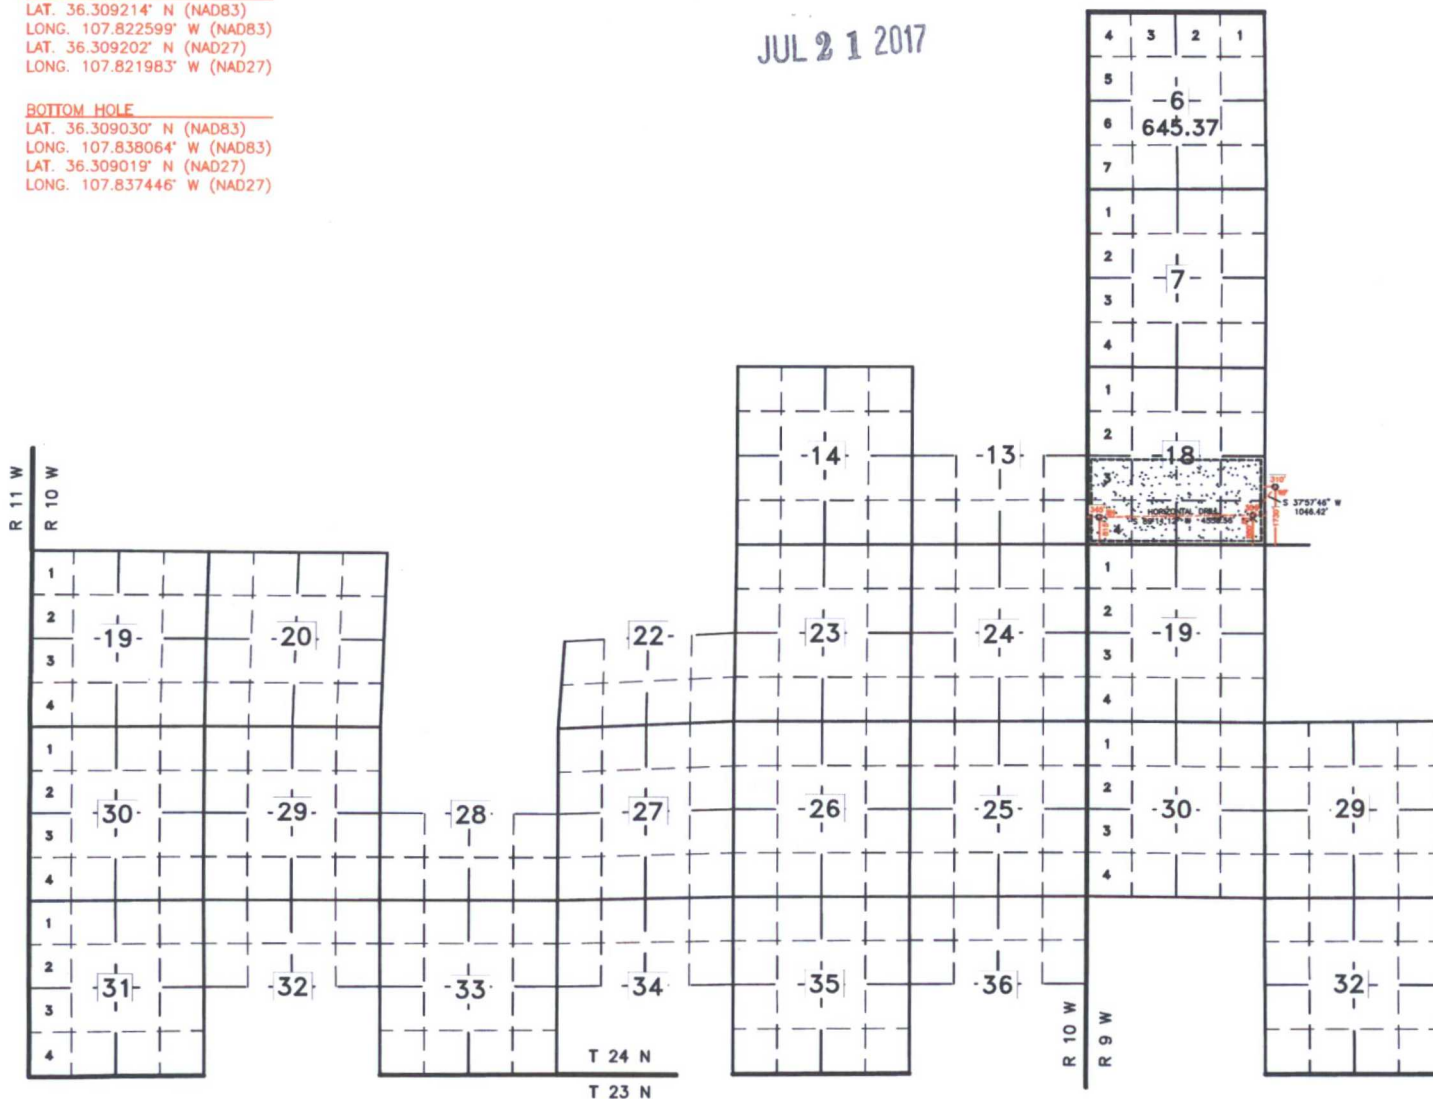 LAT. 36.309214° N (NAD83)
LONG. 107.822599° W (NAD83)
LAT. 36.309202° N (NAD27)
LONG. 107.821983° W (NAD27)
BOTTOM HOLE
LAT. 36.309030° N (NAD83)
LONG. 107.838064° W (NAD83)
LAT. 36.309019° N (NAD27)
LONG. 107.837446° W (NAD27)
JUL 21 2017
4 3 2 1
5
-6-
6 645.37
7
1
2
-7-
3
4
1
2
-14- -13- -18-
3
R 11 W
R 10 W
310'
S 37°57'46" W
1046.42'
HORIZONTAL DRILL
4
1730'
1
2
-19- -20- -22- -23- -24-
3
4
1
2
-19-
3
4
1
2
-30- -29- -28- -27- -26- -25-
3
4
1
2
-30- -29-
3
4
1
2
-31- -32- -33- -34- -35- -36- -32-
3
4
T 24 N
T 23 N
R 10 W
R 9 W